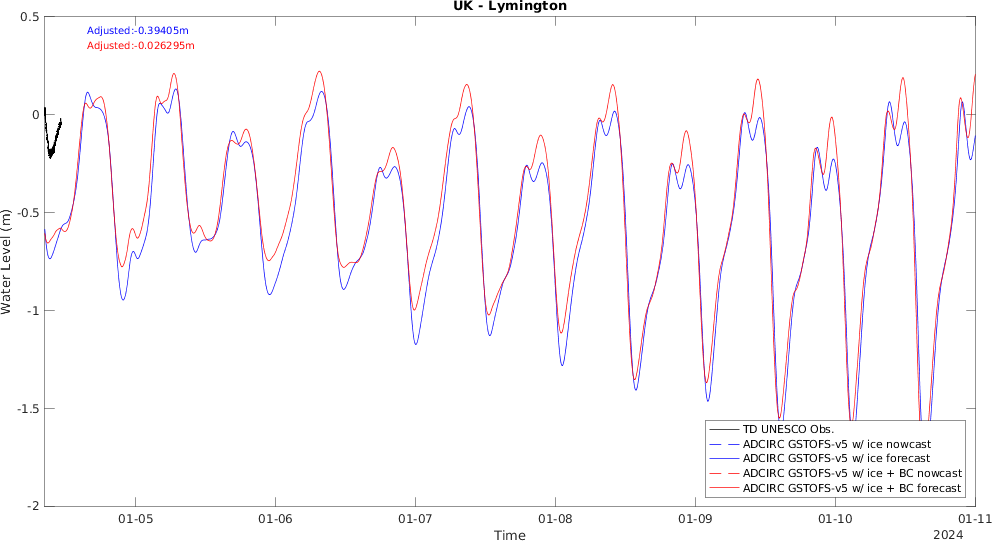 UK - Lymington
Adjusted:-0.39405m
Adjusted:-0.026295m
0.5
0
-0.5
-1
-1.5
-2
Water Level (m)
TD UNESCO Obs.
ADCIRC GSTOFS-v5 w/ ice nowcast
ADCIRC GSTOFS-v5 w/ ice forecast
ADCIRC GSTOFS-v5 w/ ice + BC nowcast
ADCIRC GSTOFS-v5 w/ ice + BC forecast
01-05 01-06 01-07 01-08 01-09 01-10 01-11
Time
2024